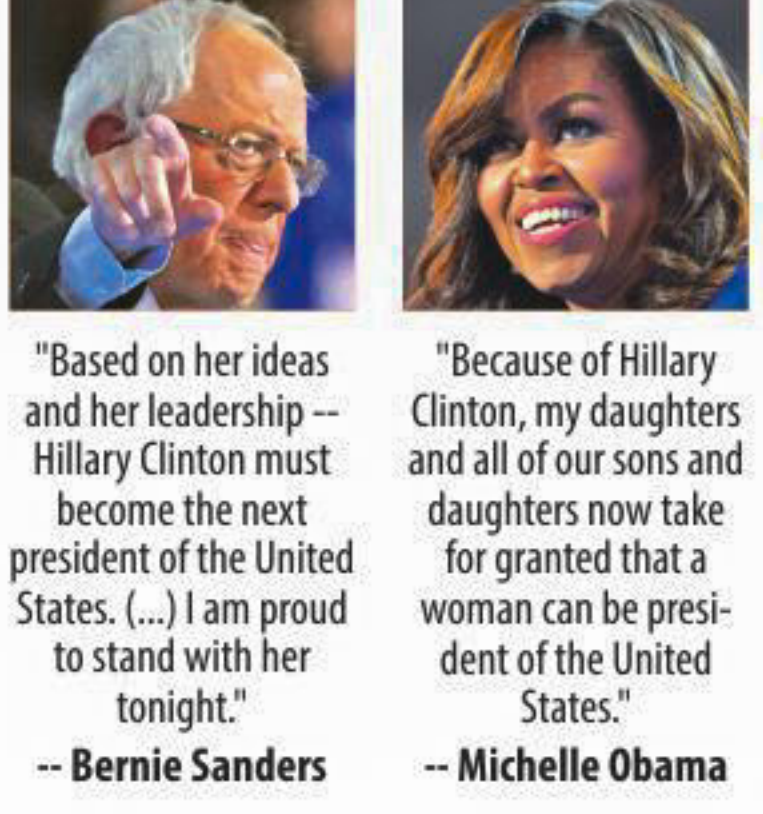 "Based on her ideas
and her leadership --
Hillary Clinton must
become the next
president of the United
States. (...) I am proud
to stand with her
tonight."
-- Bernie Sanders
"Because of Hillary
Clinton, my daughters
and all of our sons and
daughters now take
for granted that a
woman can be presi-
dent of the United
States."
-- Michelle Obama